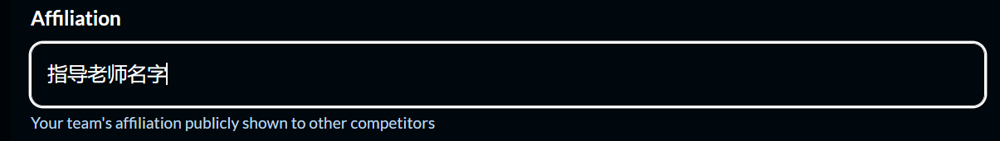 Affiliation
指导老师名字
Your team's affiliation publicly shown to other competitors